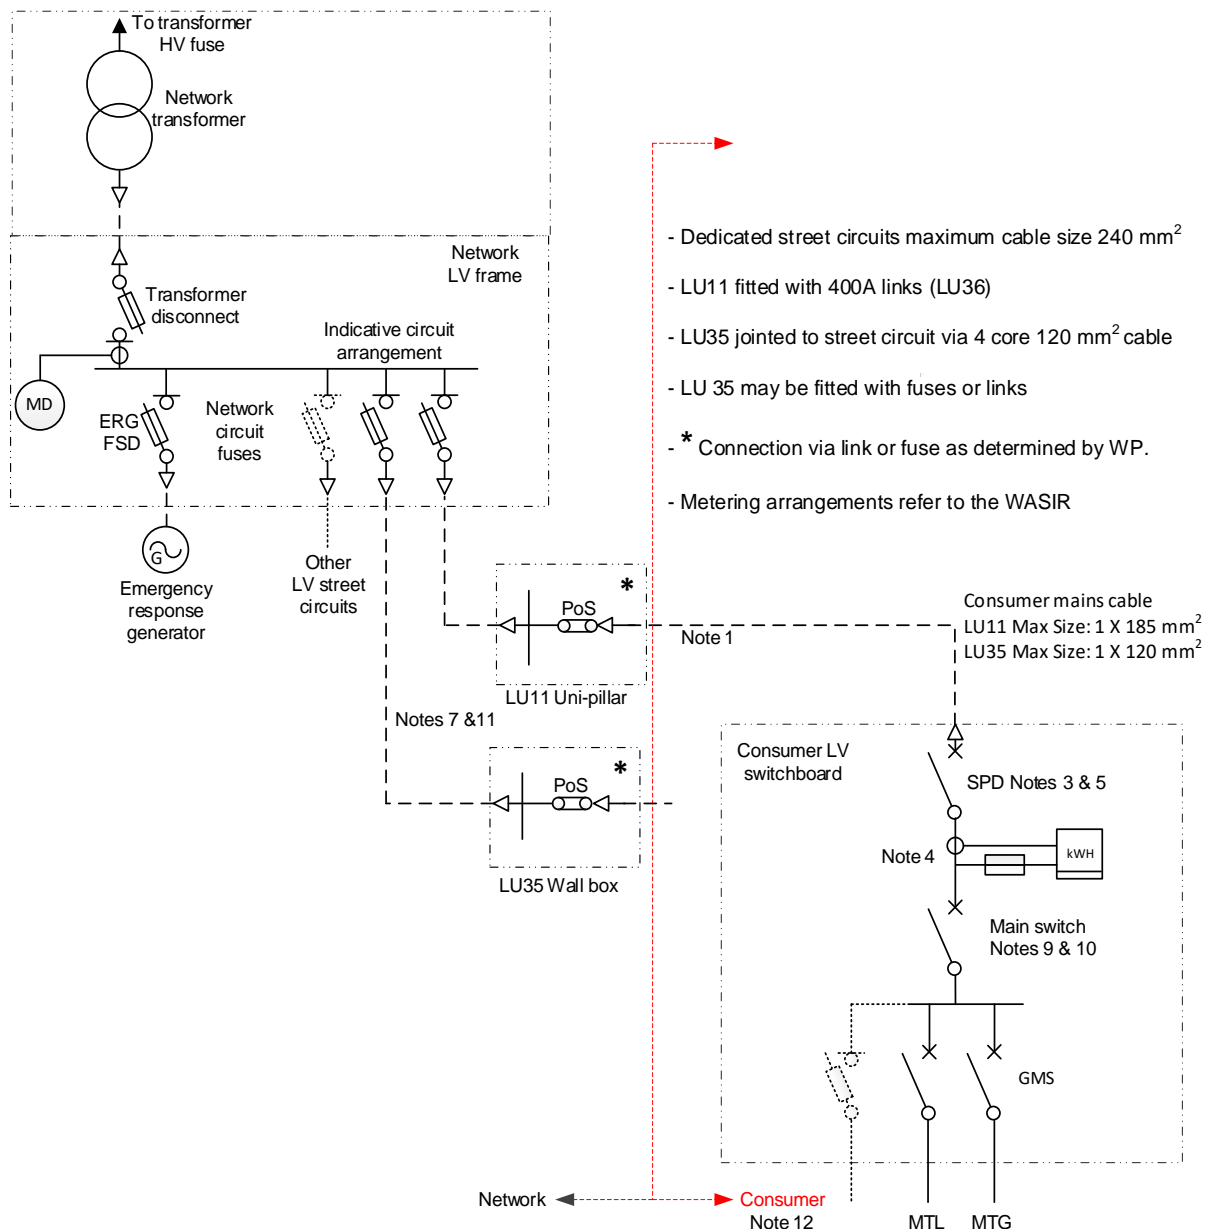 To transformer
HV fuse
Network
transformer
Network
LV frame
Transformer
disconnect
Indicative circuit
arrangement
MD
ERG
FSD
Network
circuit
fuses
G
Emergency
response
generator
Other
LV street
circuits
- Dedicated street circuits maximum cable size 240 mm²
- LU11 fitted with 400A links (LU36)
- LU35 jointed to street circuit via 4 core 120 mm² cable
- LU 35 may be fitted with fuses or links
- * Connection via link or fuse as determined by WP.
- Metering arrangements refer to the WASIR
*
PoS
LU11 Uni-pillar
Note 1
Consumer mains cable
LU11 Max Size: 1 X 185 mm²
LU35 Max Size: 1 X 120 mm²
Notes 7 &11
*
PoS
LU35 Wall box
Consumer LV
switchboard
SPD Notes 3 & 5
Note 4
kWH
Main switch
Notes 9 & 10
GMS
Network
Consumer
Note 12
MTL
MTG